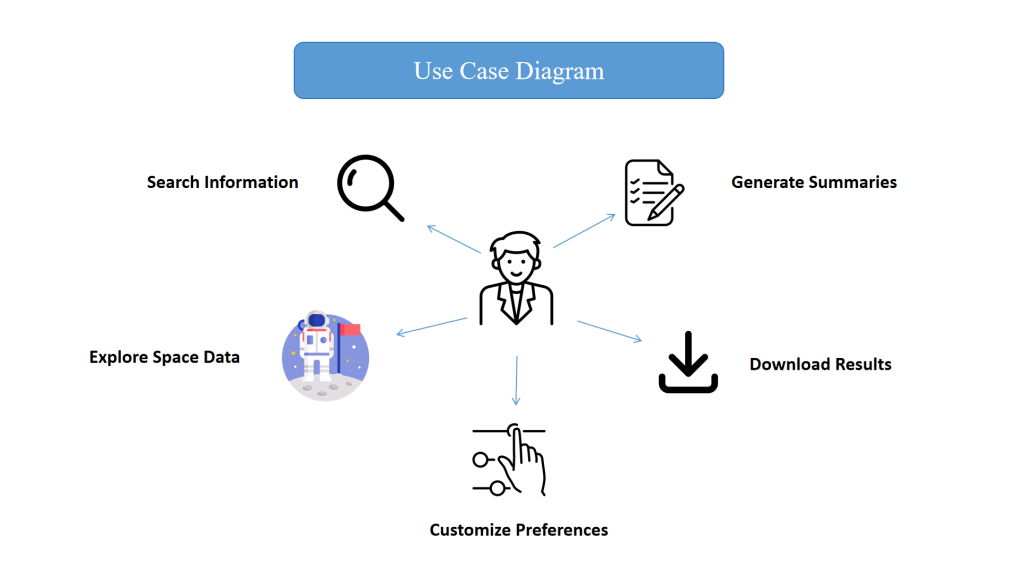 Use Case Diagram
Search Information
Generate Summaries
Explore Space Data
Download Results
Customize Preferences